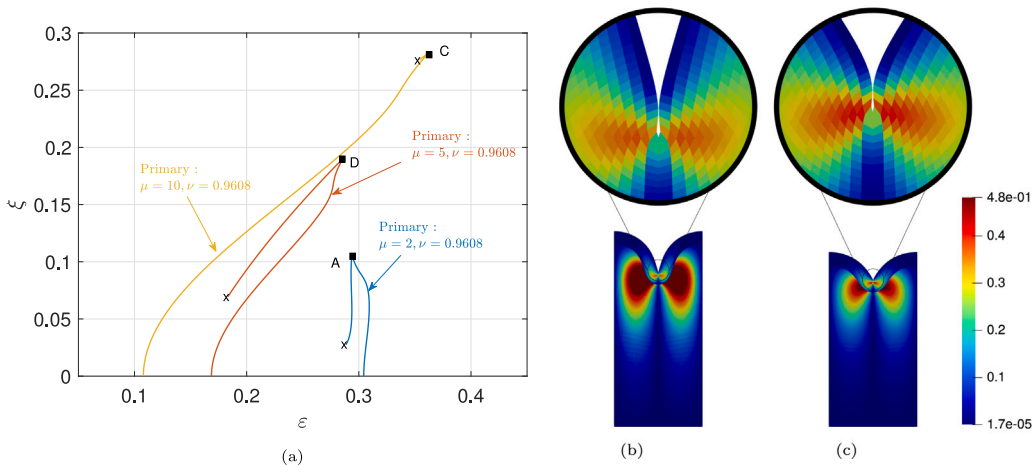 0.3
0.25
0.2
0.15
0.1
0.05
0
ξ
0.1
0.2
0.3
0.4
ε
Primary :
μ = 10, ν = 0.9608
Primary :
μ = 5, ν = 0.9608
Primary :
μ = 2, ν = 0.9608
x
C
D
A
x
x
(a)
(b)
(c)
4.8e-01
0.4
0.3
0.2
0.1
1.7e-05